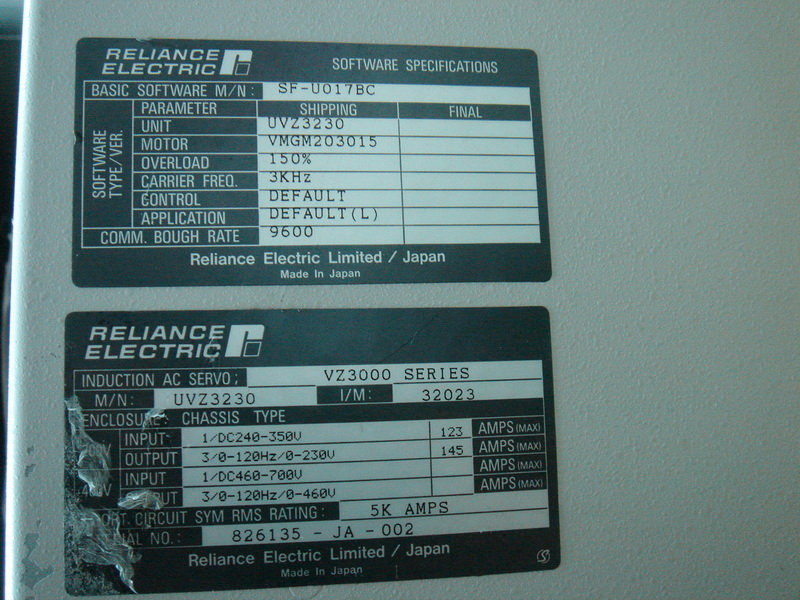 RELIANCE
ELECTRIC
SOFTWARE SPECIFICATIONS
BASIC SOFTWARE M/N: SF-U017BC
SOFTWARE TYPE/VER.
PARAMETER SHIPPING FINAL
UNIT UVZ3230
MOTOR VMGM203015
OVERLOAD 150%
CARRIER FREQ. 3KHz
CONTROL DEFAULT
APPLICATION DEFAULT(L)
COMM. BOUGH RATE 9600
Reliance Electric Limited / Japan
Made In Japan
RELIANCE
ELECTRIC
INDUCTION AC SERVO; VZ3000 SERIES
M/N: UVZ3230 I/M: 32023
ENCLOSURE: CHASSIS TYPE
INPUT 1/DC240-350V 123 AMPS (MAX)
OUTPUT 3/0-120Hz/0-230V 145 AMPS (MAX)
INPUT 1/DC460-700V AMPS (MAX)
3/0-120Hz/0-460V AMPS (MAX)
CIRCUIT SYM RMS RATING: 5K AMPS
NO.: 826135 - JA - 002
Reliance Electric Limited / Japan
Made In Japan